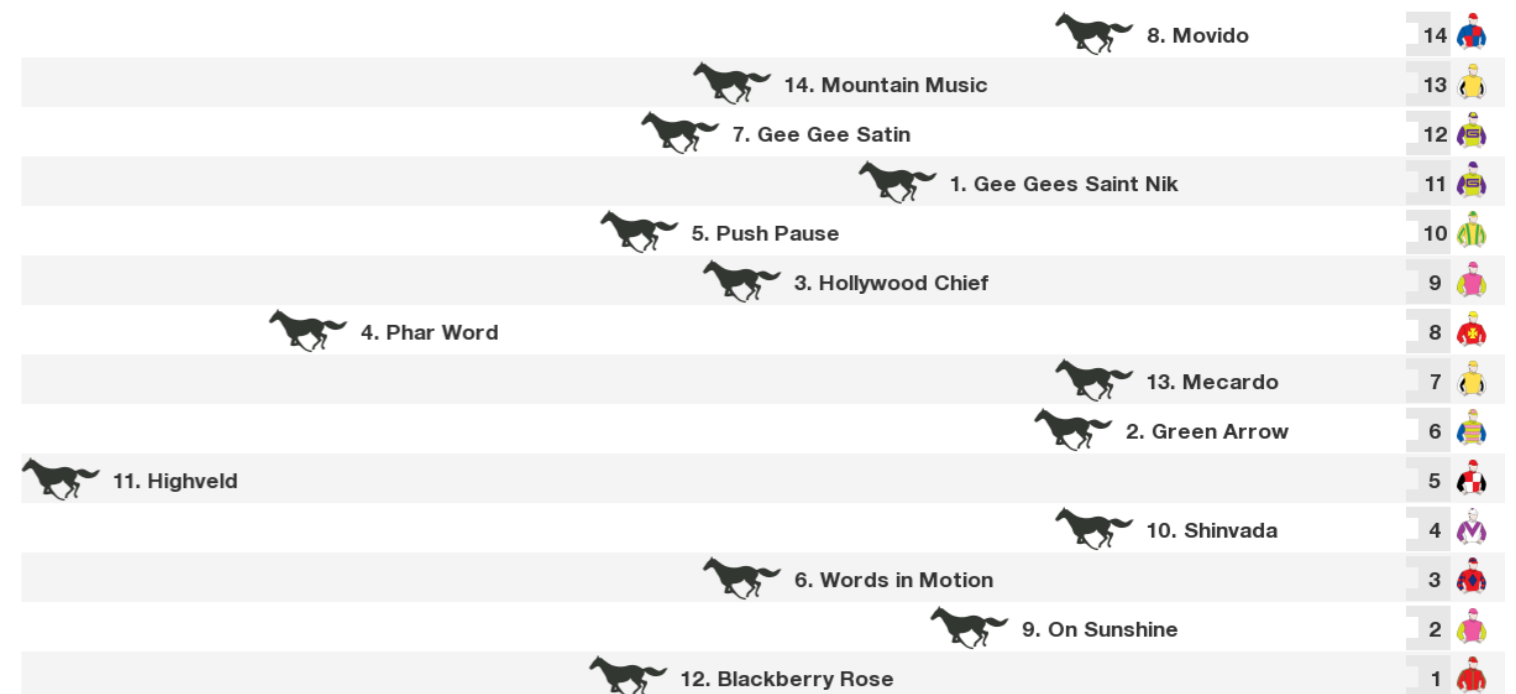 8. Movido 14
14. Mountain Music 13
7. Gee Gee Satin 12
1. Gee Gees Saint Nik 11
5. Push Pause 10
3. Hollywood Chief 9
4. Phar Word 8
13. Mecardo 7
2. Green Arrow 6
11. Highveld 5
10. Shinvada 4
6. Words in Motion 3
9. On Sunshine 2
12. Blackberry Rose 1